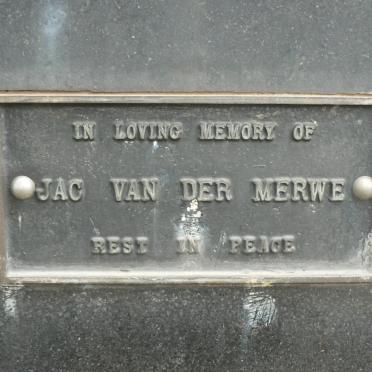 IN LOVING MEMORY OF
JAC VAN DER MERWE
REST IN PEACE